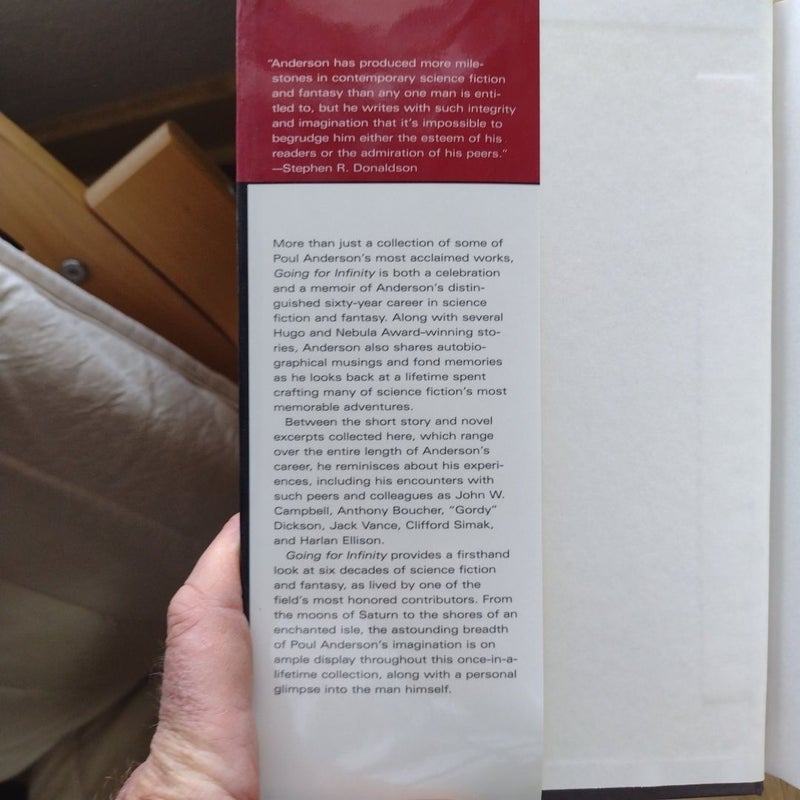 “Anderson has produced more mile-
stones in contemporary science fiction
and fantasy than any one man is enti-
tled to, but he writes with such integrity
and imagination that it’s impossible to
begrudge him either the esteem of his
readers or the admiration of his peers.”
—Stephen R. Donaldson
More than just a collection of some of
Poul Anderson’s most acclaimed works,
Going for Infinity is both a celebration
and a memoir of Anderson’s distin-
guished sixty-year career in science
fiction and fantasy. Along with several
Hugo and Nebula Award–winning sto-
ries, Anderson also shares autobio-
graphical musings and fond memories
as he looks back at a lifetime spent
crafting many of science fiction’s most
memorable adventures.
Between the short story and novel
excerpts collected here, which range
over the entire length of Anderson’s
career, he reminisces about his experi-
ences, including his encounters with
such peers and colleagues as John W.
Campbell, Anthony Boucher, “Gordy”
Dickson, Jack Vance, Clifford Simak,
and Harlan Ellison.
Going for Infinity provides a firsthand
look at six decades of science fiction
and fantasy, as lived by one of the
field’s most honored contributors. From
the moons of Saturn to the shores of an
enchanted isle, the astounding breadth
of Poul Anderson’s imagination is on
ample display throughout this once-in-a-
lifetime collection, along with a personal
glimpse into the man himself.